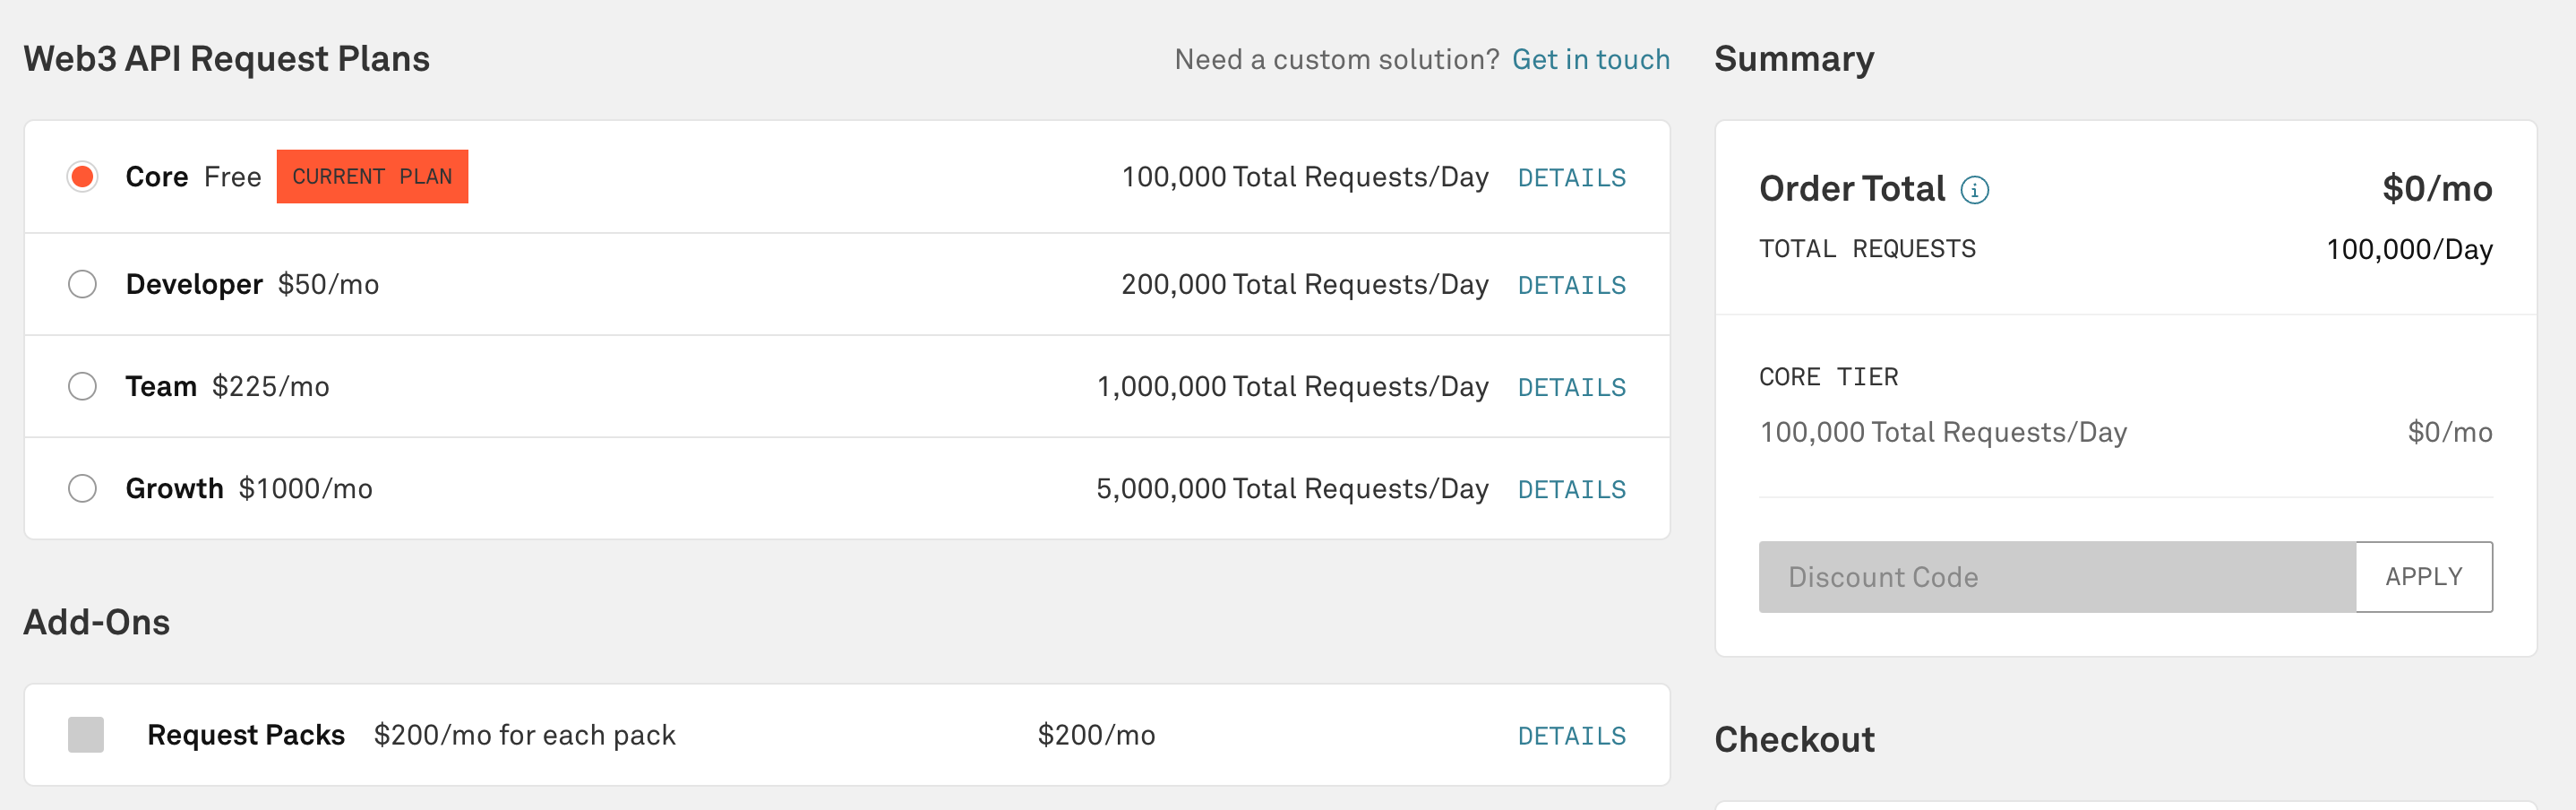 Web3 API Request Plans
Need a custom solution? Get in touch
Core Free CURRENT PLAN 100,000 Total Requests/Day DETAILS
Developer $50/mo 200,000 Total Requests/Day DETAILS
Team $225/mo 1,000,000 Total Requests/Day DETAILS
Growth $1000/mo 5,000,000 Total Requests/Day DETAILS
Add-Ons
Request Packs $200/mo for each pack $200/mo DETAILS
Summary
Order Total i $0/mo
TOTAL REQUESTS 100,000/Day
CORE TIER
100,000 Total Requests/Day $0/mo
Discount Code APPLY
Checkout